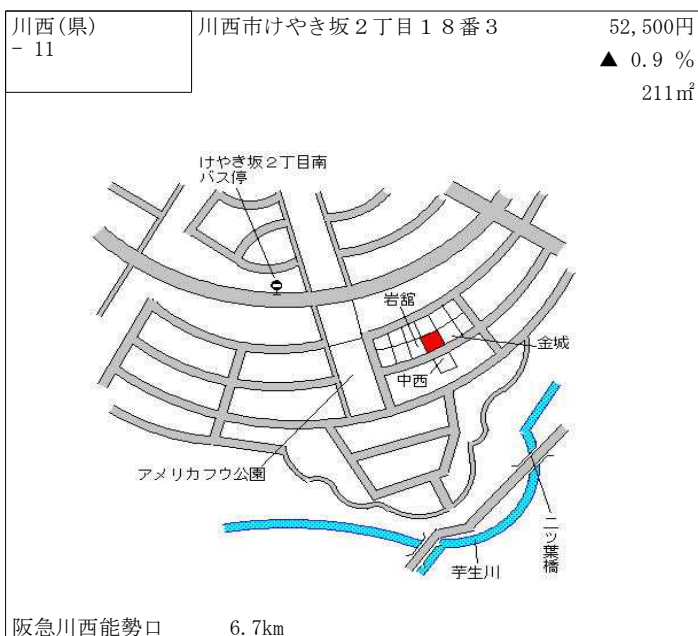 川西(県)
- 11
川西市けやき坂２丁目１８番３
52,500円
▲ 0.9 %
211㎡
けやき坂２丁目南
バス停
岩舘
金城
中西
アメリカフウ公園
二ッ葉橋
芋生川
阪急川西能勢口 6.7km